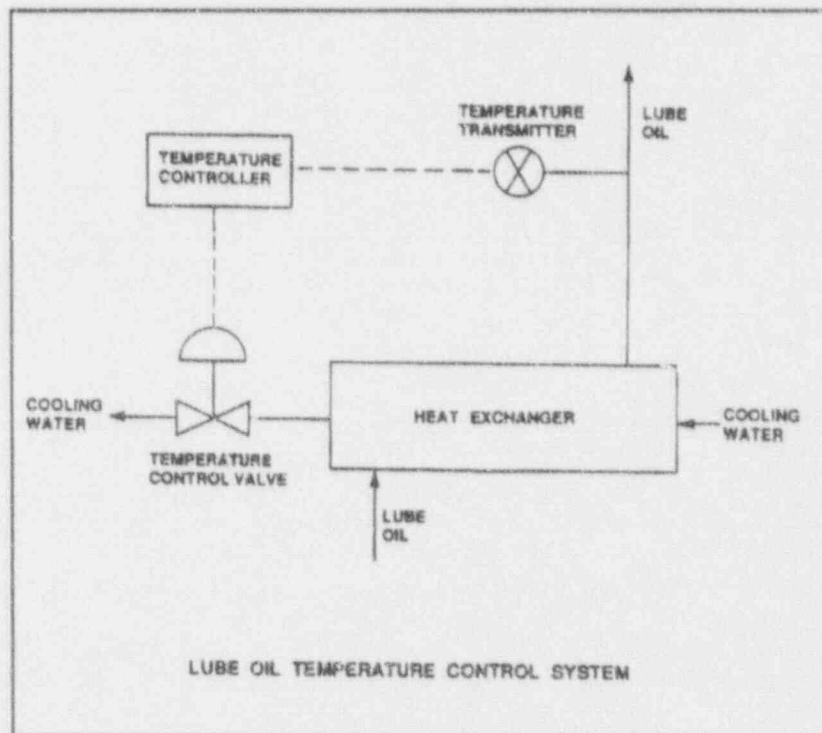 TEMPERATURE
TRANSMITTER
LUBE
OIL
TEMPERATURE
CONTROLLER
COOLING
WATER
HEAT EXCHANGER
COOLING
WATER
TEMPERATURE
CONTROL VALVE
LUBE
OIL
LUBE OIL TEMPERATURE CONTROL SYSTEM